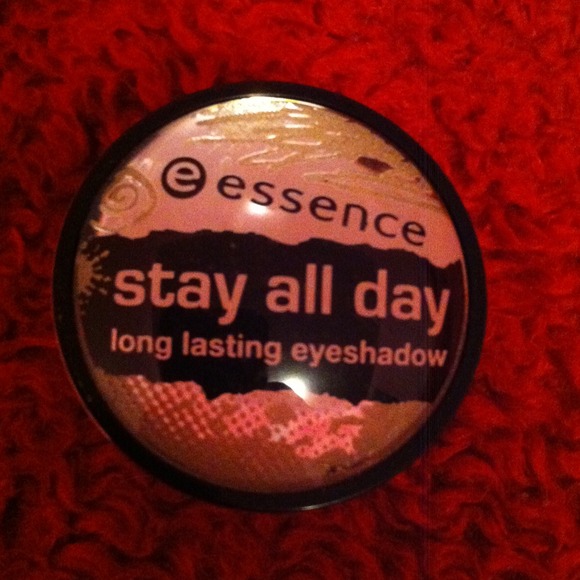 e essence
stay all day
long lasting eyeshadow